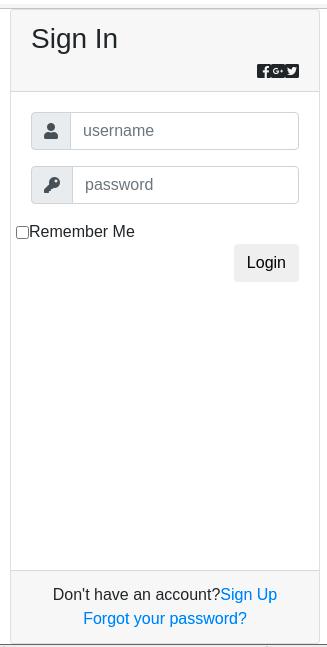 Sign In
username
password
Remember Me
Login
Don't have an account?Sign Up
Forgot your password?